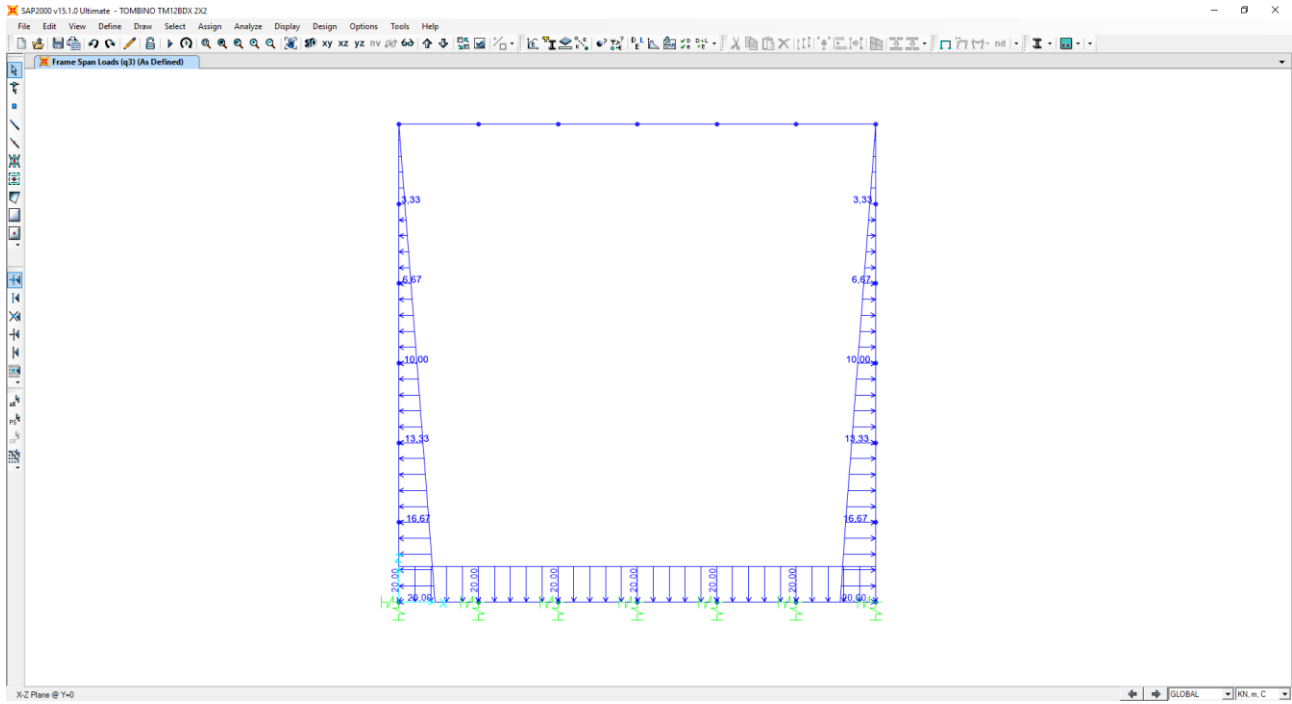 SAP2000 v15.1.0 Ultimate - TOMBINO TM12BDX 2X2
File Edit View Define Draw Select Assign Analyze Display Design Options Tools Help
xy xz yz nv nd
Frame Span Loads (q3) (As Defined)
3,33 3,33
6,67 6,67
10,00 10,00
13,33 13,33
16,67 16,67
20,00 20,00 20,00 20,00 20,00 20,00
20,00 20,00
X
X-Z Plane @ Y=0 GLOBAL KN, m, C